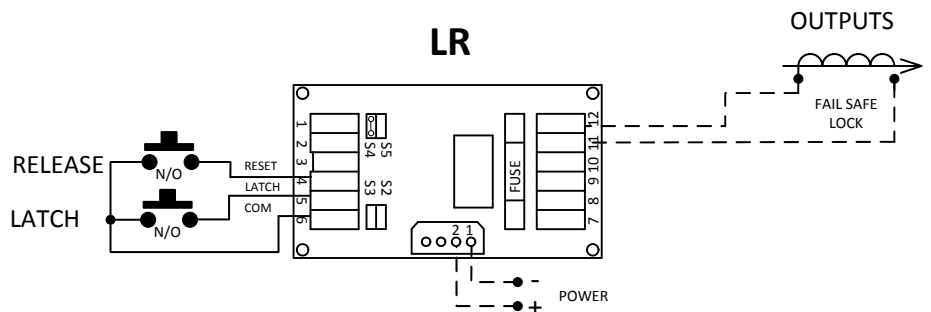 OUTPUTS
LR
FAIL SAFE
LOCK
1
2
3
4
5
6
S4
S5
S3
S2
FUSE
12
11
10
9
8
7
RELEASE
N/O
RESET
LATCH
COM
LATCH
N/O
2 1
-
+
POWER